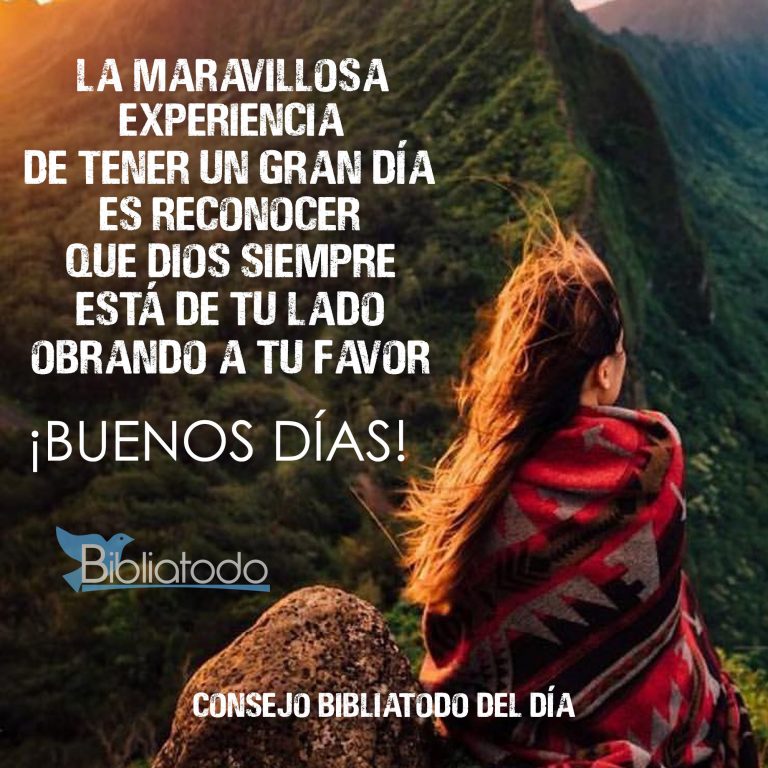 LA MARAVILLOSA
EXPERIENCIA
DE TENER UN GRAN DÍA
ES RECONOCER
QUE DIOS SIEMPRE
ESTÁ DE TU LADO
OBRANDO A TU FAVOR
¡BUENOS DÍAS!
Bibliatodo
CONSEJO BIBLIATODO DEL DÍA